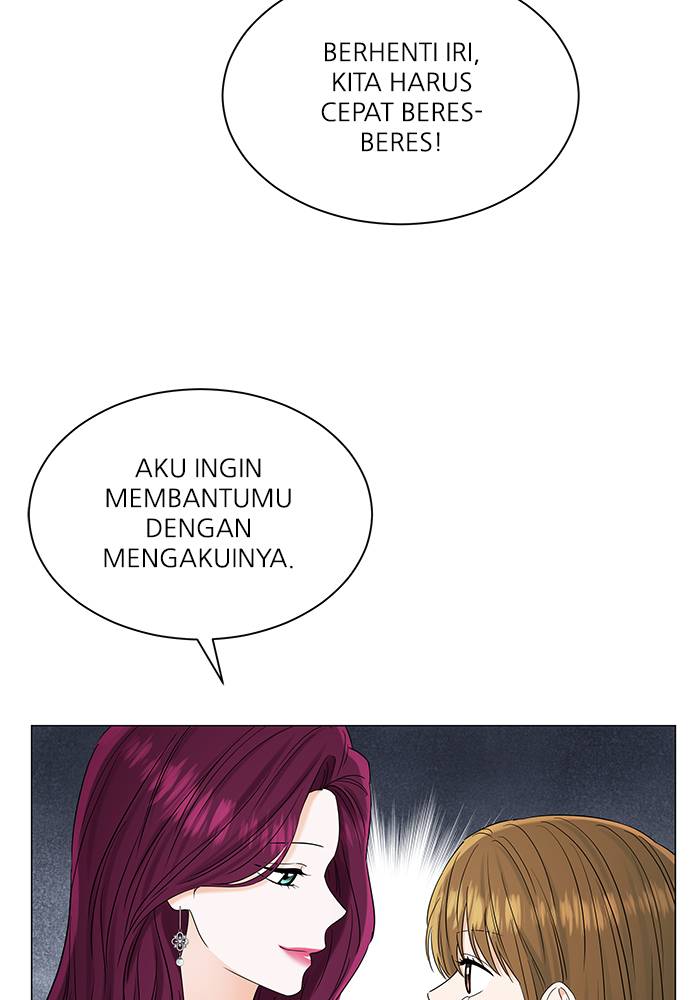 BERHENTI IRI,
KITA HARUS
CEPAT BERES-
BERES!
AKU INGIN
MEMBANTUMU
DENGAN
MENGAKUINYA.